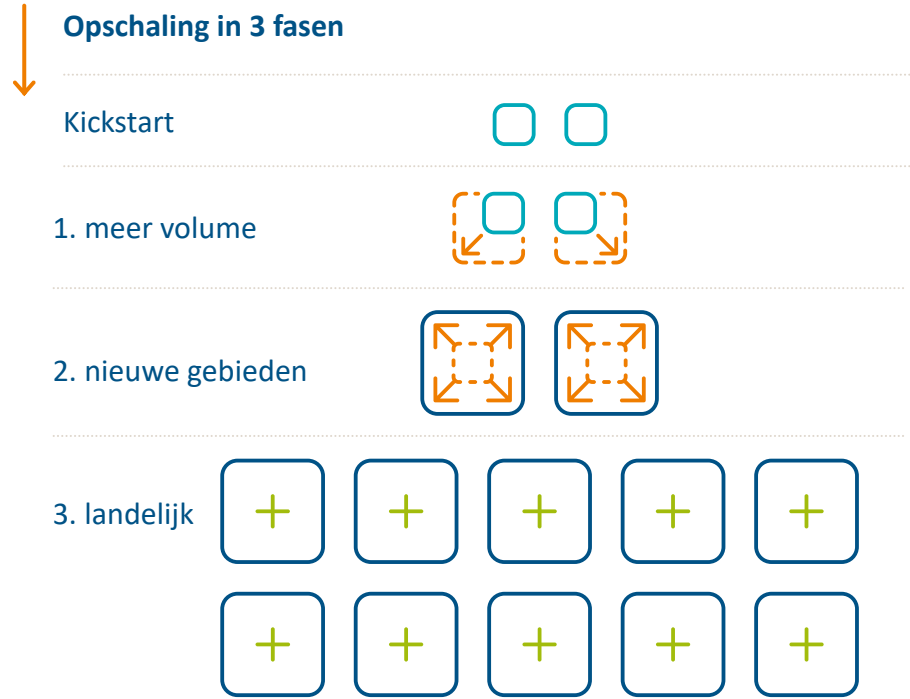 Opschaling in 3 fasen
Kickstart
1. meer volume
2. nieuwe gebieden
3. landelijk